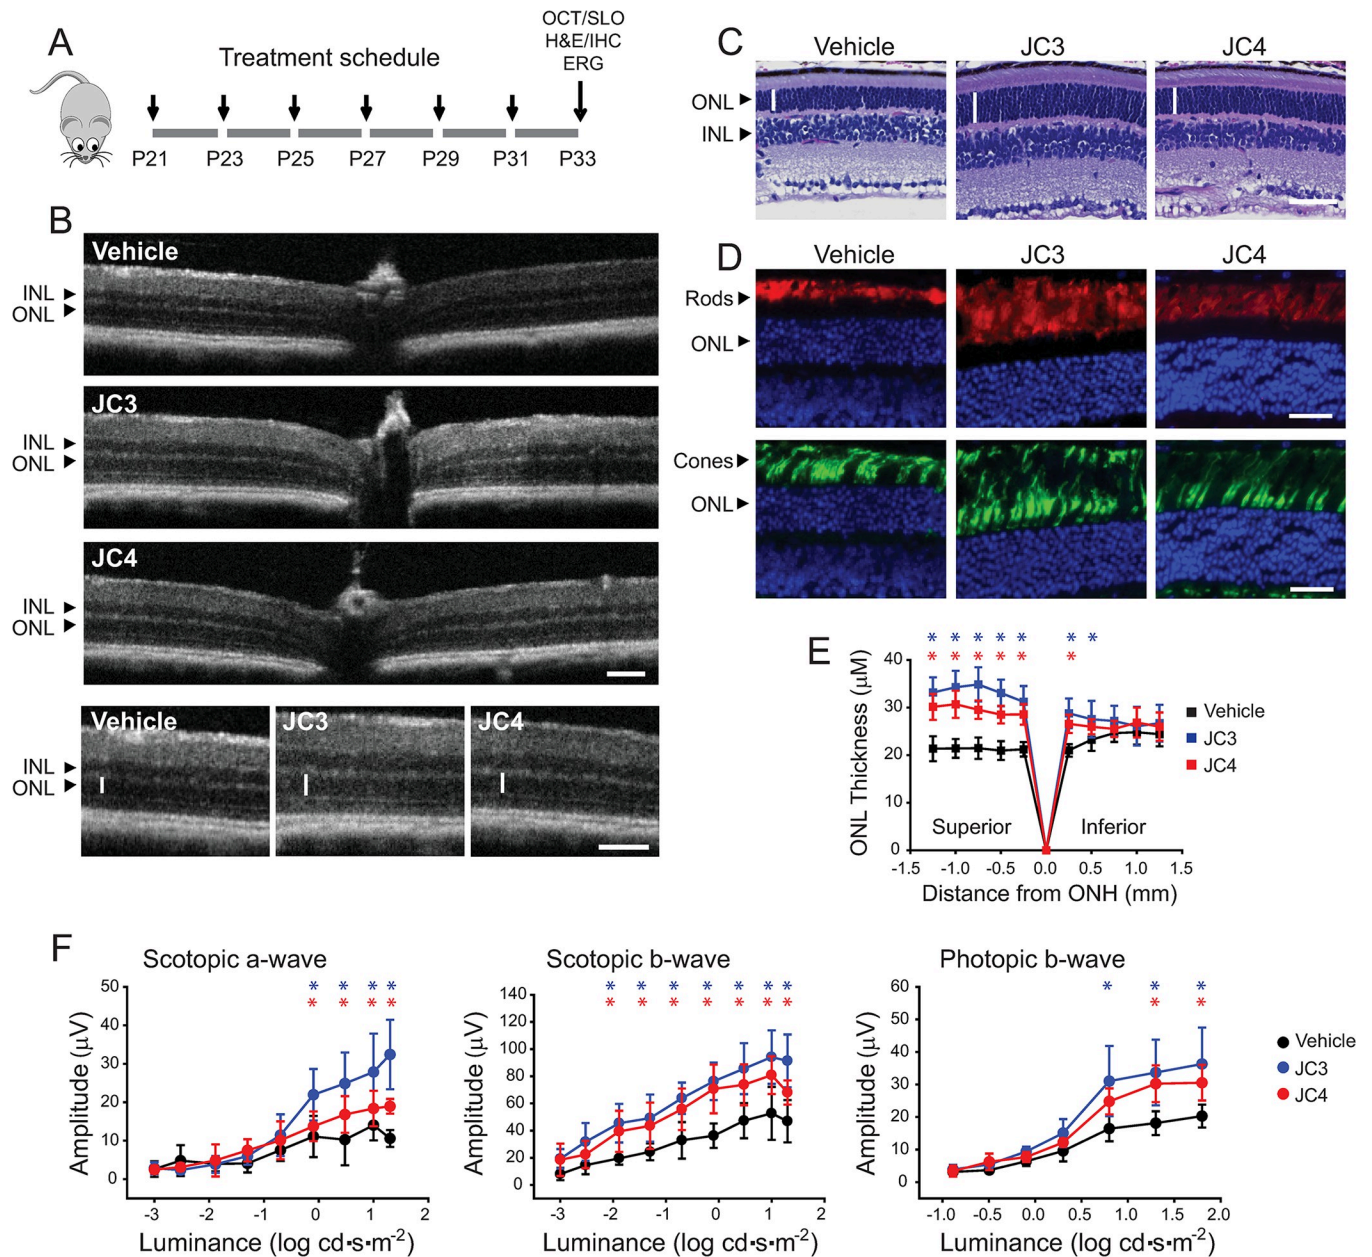 A
Treatment schedule
OCT/SLO
H&E/IHC
ERG
P21 P23 P25 P27 P29 P31 P33
B
Vehicle
INL
ONL
JC3
INL
ONL
JC4
INL
ONL
Vehicle JC3 JC4
INL
ONL
C
Vehicle JC3 JC4
ONL
INL
D
Vehicle JC3 JC4
Rods
ONL
Cones
ONL
E
* * * * * * *
* * * * * *
ONL Thickness (μM)
40
30
20
10
0
Superior Inferior
-1.5 -1.0 -0.5 0.0 0.5 1.0 1.5
Distance from ONH (mm)
Vehicle
JC3
JC4
F
Scotopic a-wave
* * * *
* * * *
Amplitude (μV)
50
40
30
20
10
0
-3 -2 -1 0 1 2
Luminance (log cd·s·m-2)
Scotopic b-wave
* * * * * * *
* * * * * * *
Amplitude (μV)
140
120
100
80
60
40
20
0
-3 -2 -1 0 1 2
Luminance (log cd·s·m-2)
Photopic b-wave
* * *
* *
Amplitude (μV)
60
50
40
30
20
10
0
-1.0 -0.5 0.0 0.5 1.0 1.5 2.0
Luminance (log cd·s·m-2)
Vehicle
JC3
JC4